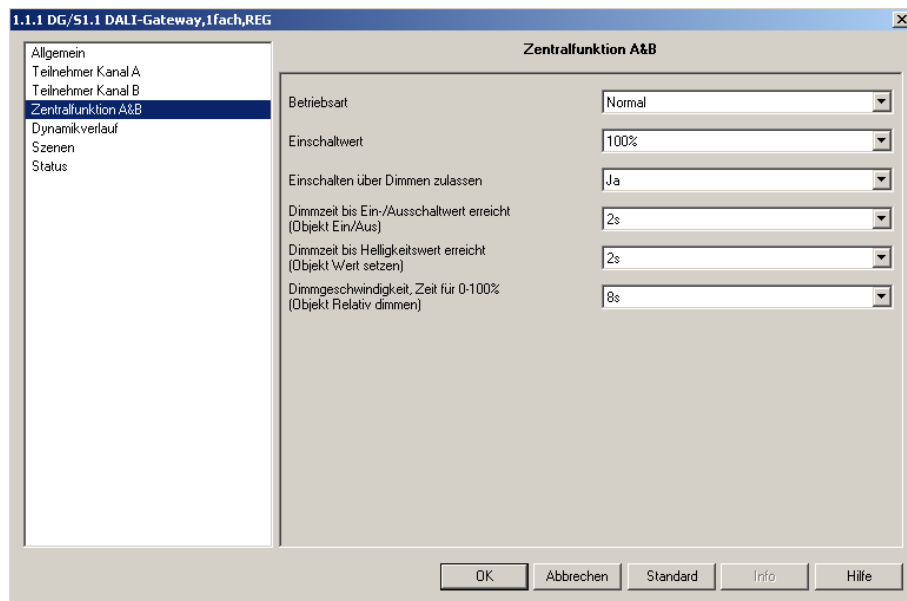 1.1.1 DG/S1.1 DALI-Gateway,1fach,REG
Allgemein
Teilnehmer Kanal A
Teilnehmer Kanal B
Zentralfunktion A&B
Dynamikverlauf
Szenen
Status
Zentralfunktion A&B
Betriebsart
Normal
Einschaltwert
100%
Einschalten über Dimmen zulassen
Ja
Dimmzeit bis Ein-/Ausschaltwert erreicht
(Objekt Ein/Aus)
2s
Dimmzeit bis Helligkeitswert erreicht
(Objekt Wert setzen)
2s
Dimmgeschwindigkeit, Zeit für 0-100%
(Objekt Relativ dimmen)
8s
OK
Abbrechen
Standard
Info
Hilfe